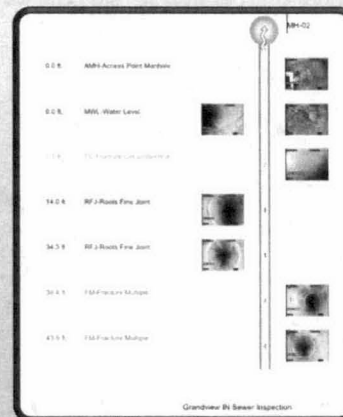 MH-02
0.0 ft. AMH-Access Point Manhole
0.0 ft. MWL-Water Level
14.0 ft RFJ-Roots Fine Joint
34.3 ft RFJ-Roots Fine Joint
FM-Fracture Multiple
FM-Fracture Multiple
Grandview IN Sewer Inspection